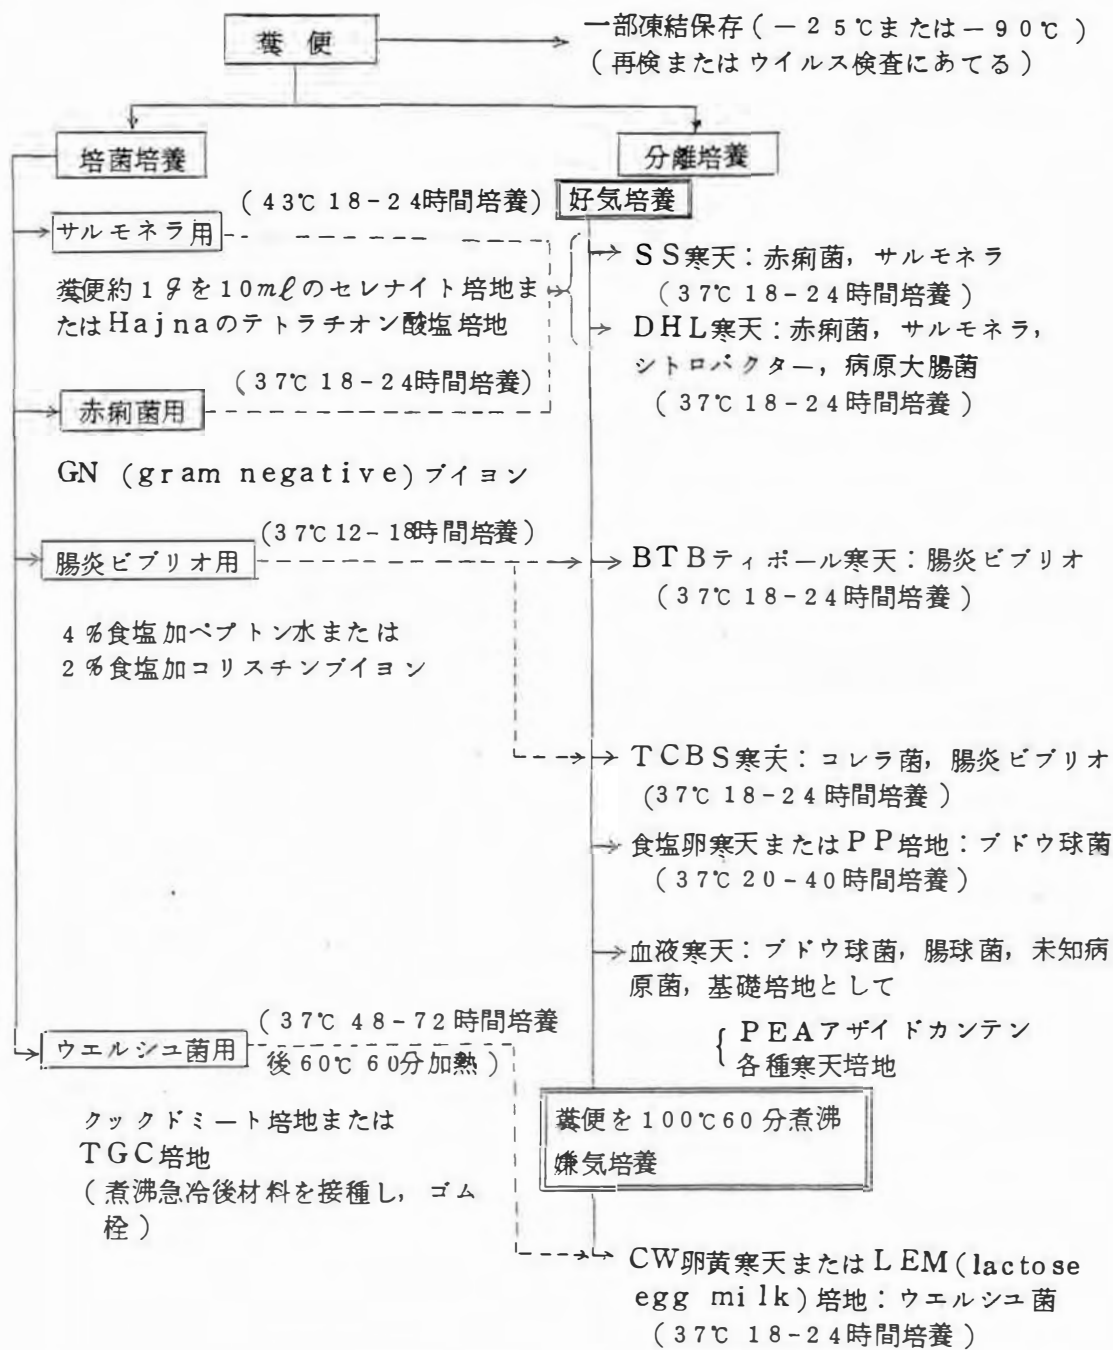 糞便
一部凍結保存(-25℃または-90℃)
(再検またはウイルス検査にあてる)
培菌培養
分離培養
(43℃ 18-24時間培養)
好気培養
サルモネラ用
糞便約1gを10mlのセレナイト培地ま
たはHajnaのテトラチオン酸塩培地
SS寒天:赤痢菌,サルモネラ
(37℃ 18-24時間培養)
DHL寒天:赤痢菌,サルモネラ,
シトロバクター,病原大腸菌
(37℃ 18-24時間培養)
(37℃ 18-24時間培養)
赤痢菌用
GN (gram negative)ブイヨン
(37℃ 12-18時間培養)
腸炎ビブリオ用
4%食塩加ペプトン水または
2%食塩加コリスチンブイヨン
BTBティポール寒天:腸炎ビブリオ
(37℃ 18-24時間培養)
TCBS寒天:コレラ菌,腸炎ビブリオ
(37℃ 18-24時間培養)
食塩卵寒天またはPP培地:ブドウ球菌
(37℃ 20-40時間培養)
血液寒天:ブドウ球菌,腸球菌,未知病
原菌,基礎培地として
PEAアザイドカンテン
各種寒天培地
(37℃ 48-72時間培養
後60℃ 60分加熱)
ウエルシュ菌用
クックドミート培地または
TGC培地
(煮沸急冷後材料を接種し,ゴム
栓)
糞便を100℃60分煮沸
嫌気培養
CW卵黄寒天またはLEM(lactose
egg milk)培地:ウエルシュ菌
(37℃ 18-24時間培養)